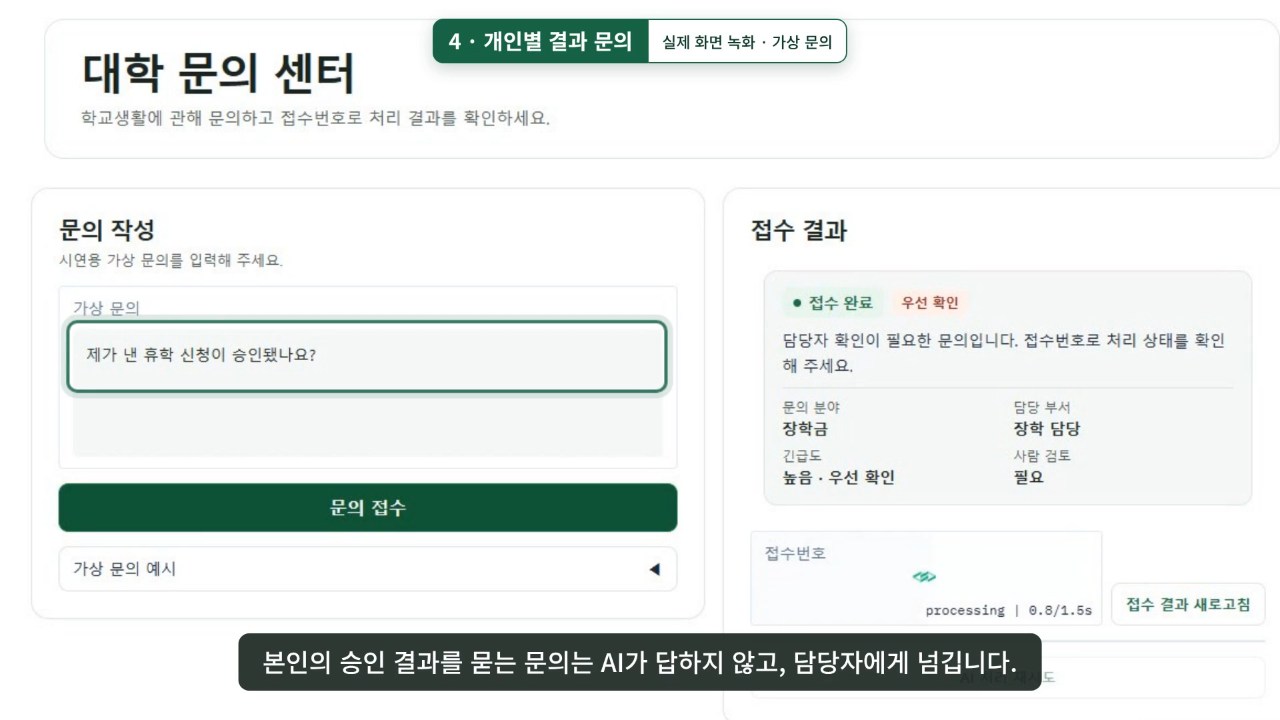 4 · 개인별 결과 문의
실제 화면 녹화 · 가상 문의
대학 문의 센터
학교생활에 관해 문의하고 접수번호로 처리 결과를 확인하세요.
문의 작성
시연용 가상 문의를 입력해 주세요.
가상 문의
제가 낸 휴학 신청이 승인됐나요?
문의 접수
가상 문의 예시
접수 결과
접수 완료
우선 확인
담당자 확인이 필요한 문의입니다. 접수번호로 처리 상태를 확인
해 주세요.
문의 분야
담당 부서
장학금
장학 담당
긴급도
사람 검토
높음 · 우선 확인
필요
접수번호
processing | 0.8/1.5s
접수 결과 새로고침
본인의 승인 결과를 묻는 문의는 AI가 답하지 않고, 담당자에게 넘깁니다.